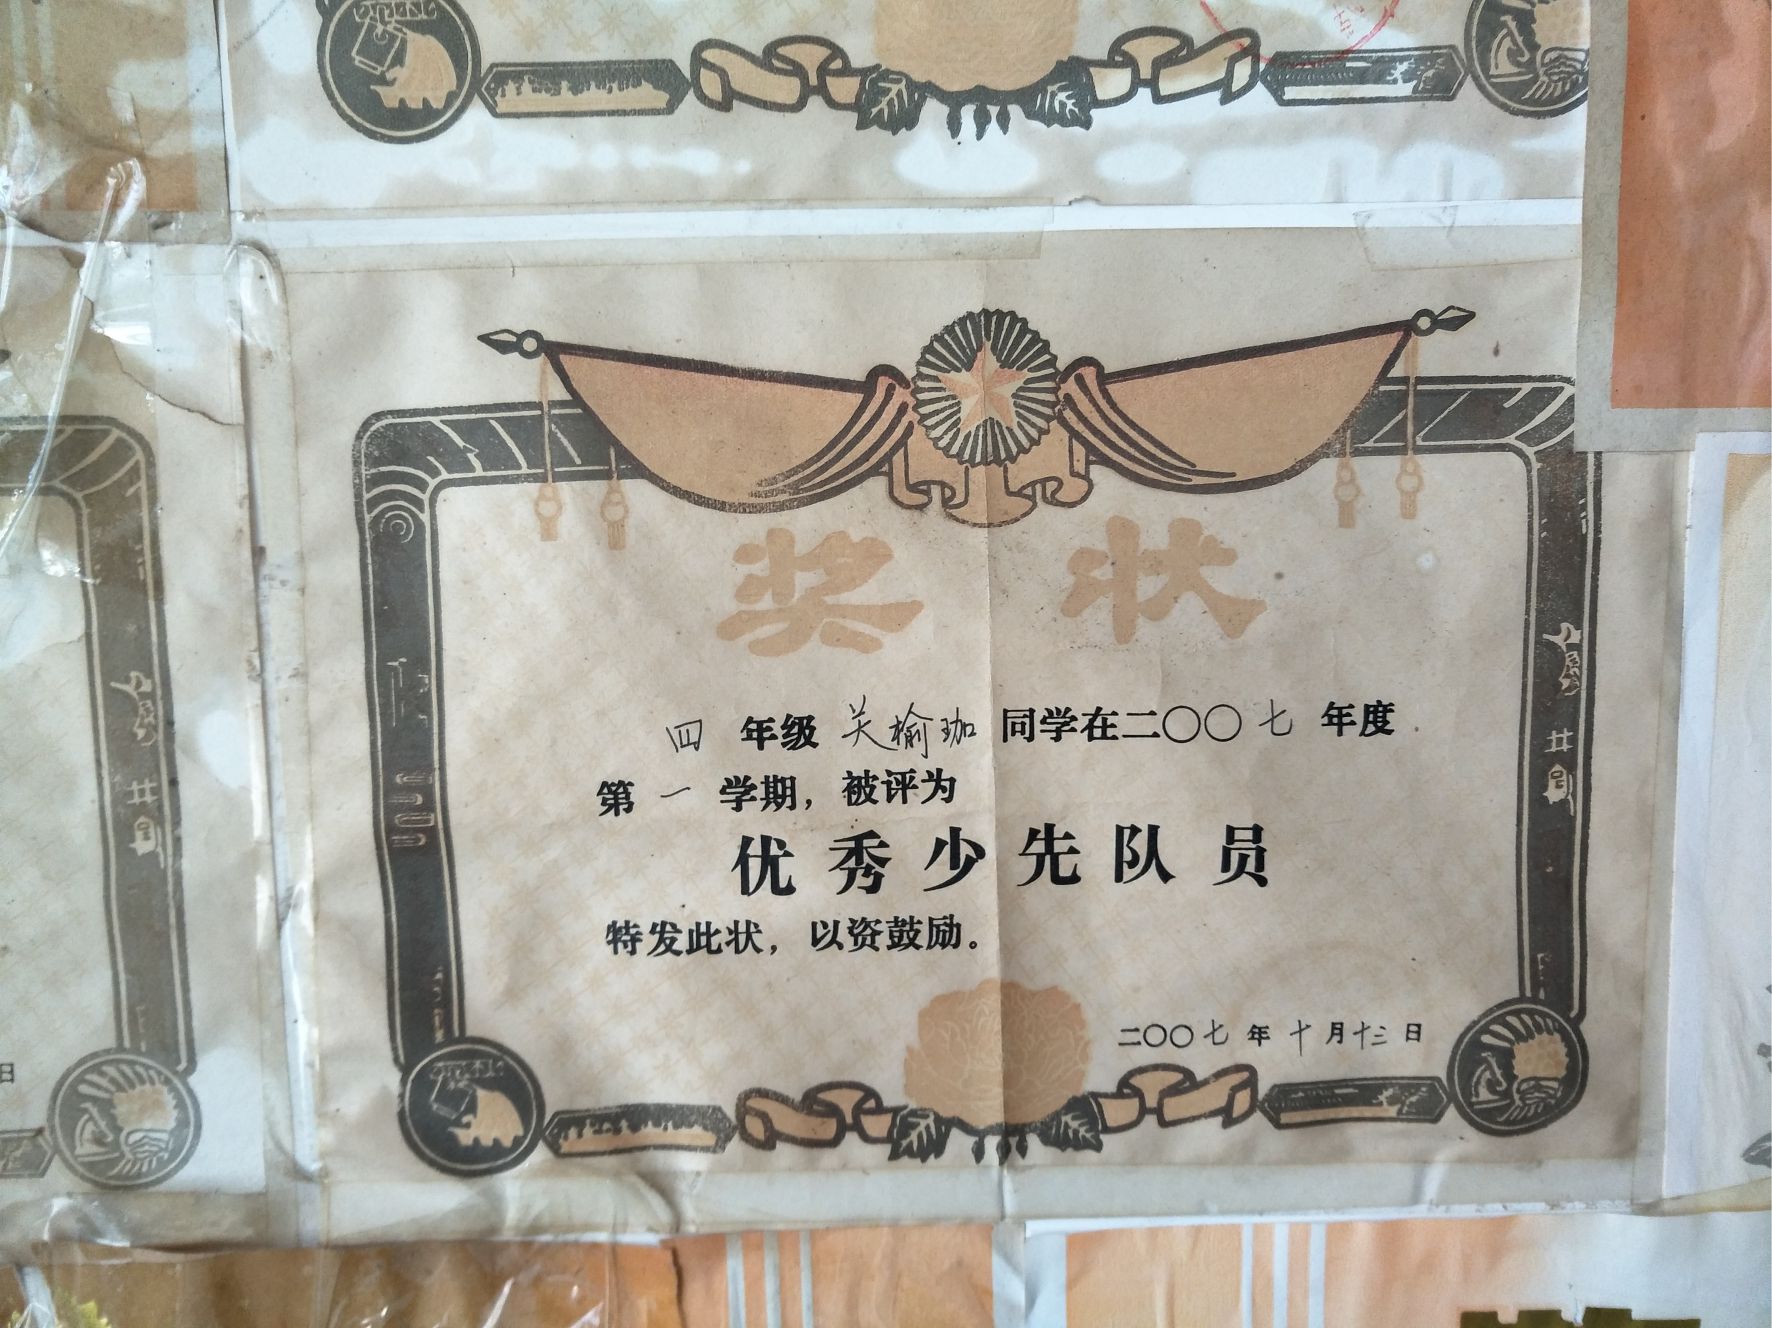 奖状
四 年级 关榆珈 同学在二〇〇七年度
第一学期，被评为
优秀少先队员
特发此状，以资鼓励。
二〇〇七年十月十三日
日